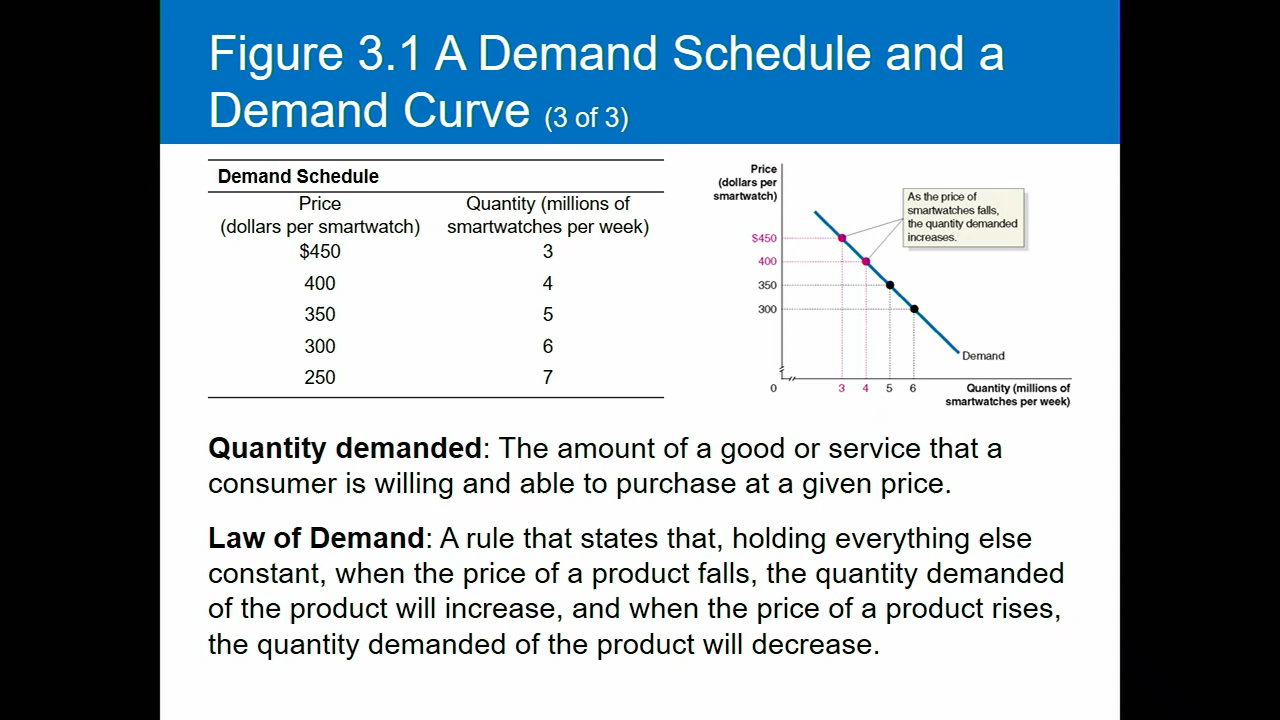 Figure 3.1 A Demand Schedule and a
Demand Curve (3 of 3)
Demand Schedule
Price
(dollars per smartwatch)
Quantity (millions of
smartwatches per week)
$450 3
400 4
350 5
300 6
250 7
Price
(dollars per
smartwatch)
As the price of
smartwatches falls,
the quantity demanded
increases.
$450
400
350
300
Demand
0 3 4 5 6
Quantity (millions of
smartwatches per week)
Quantity demanded: The amount of a good or service that a
consumer is willing and able to purchase at a given price.
Law of Demand: A rule that states that, holding everything else
constant, when the price of a product falls, the quantity demanded
of the product will increase, and when the price of a product rises,
the quantity demanded of the product will decrease.